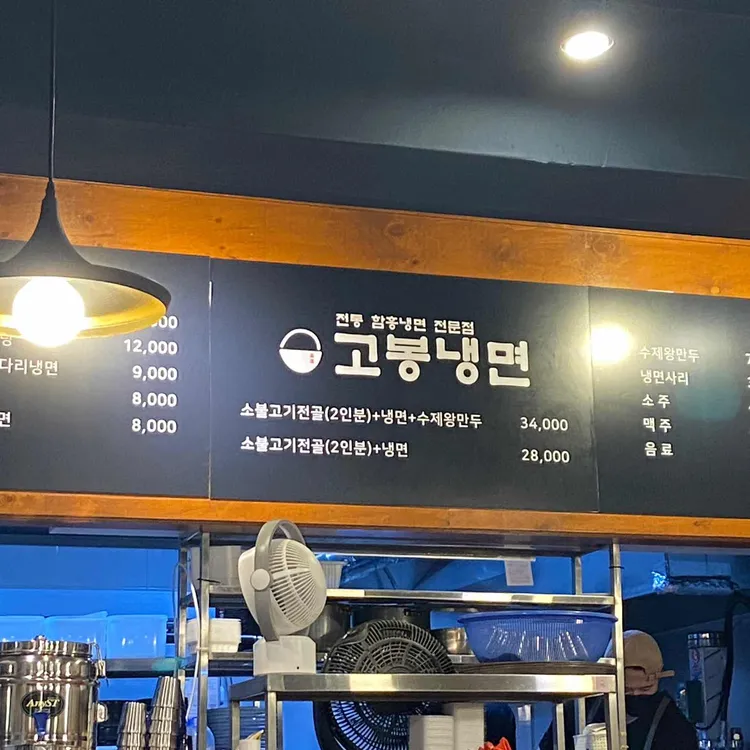 12,000
다리냉면 9,000
8,000
면 8,000
전통 함흥냉면 전문점
고봉냉면
소불고기전골(2인분)+냉면+수제왕만두 34,000
소불고기전골(2인분)+냉면 28,000
수제왕만두
냉면사리
소주
맥주
음료